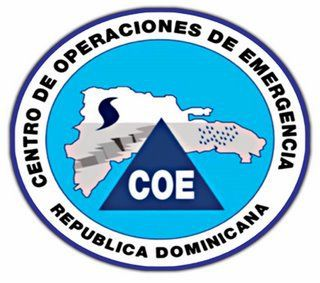 CENTRO DE OPERACIONES DE EMERGENCIA
COE
REPUBLICA DOMINICANA